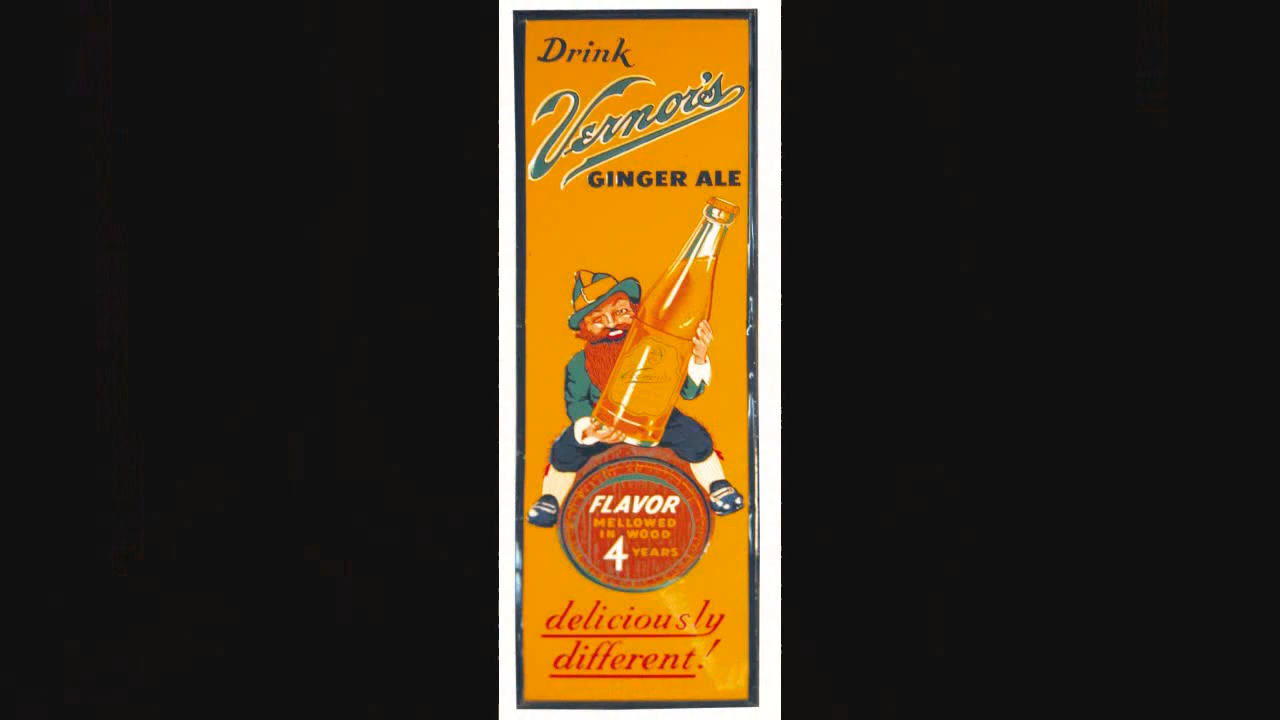 Drink
Vernor's
GINGER ALE
FLAVOR
MELLOWED
IN WOOD
4 YEARS
deliciously
different!